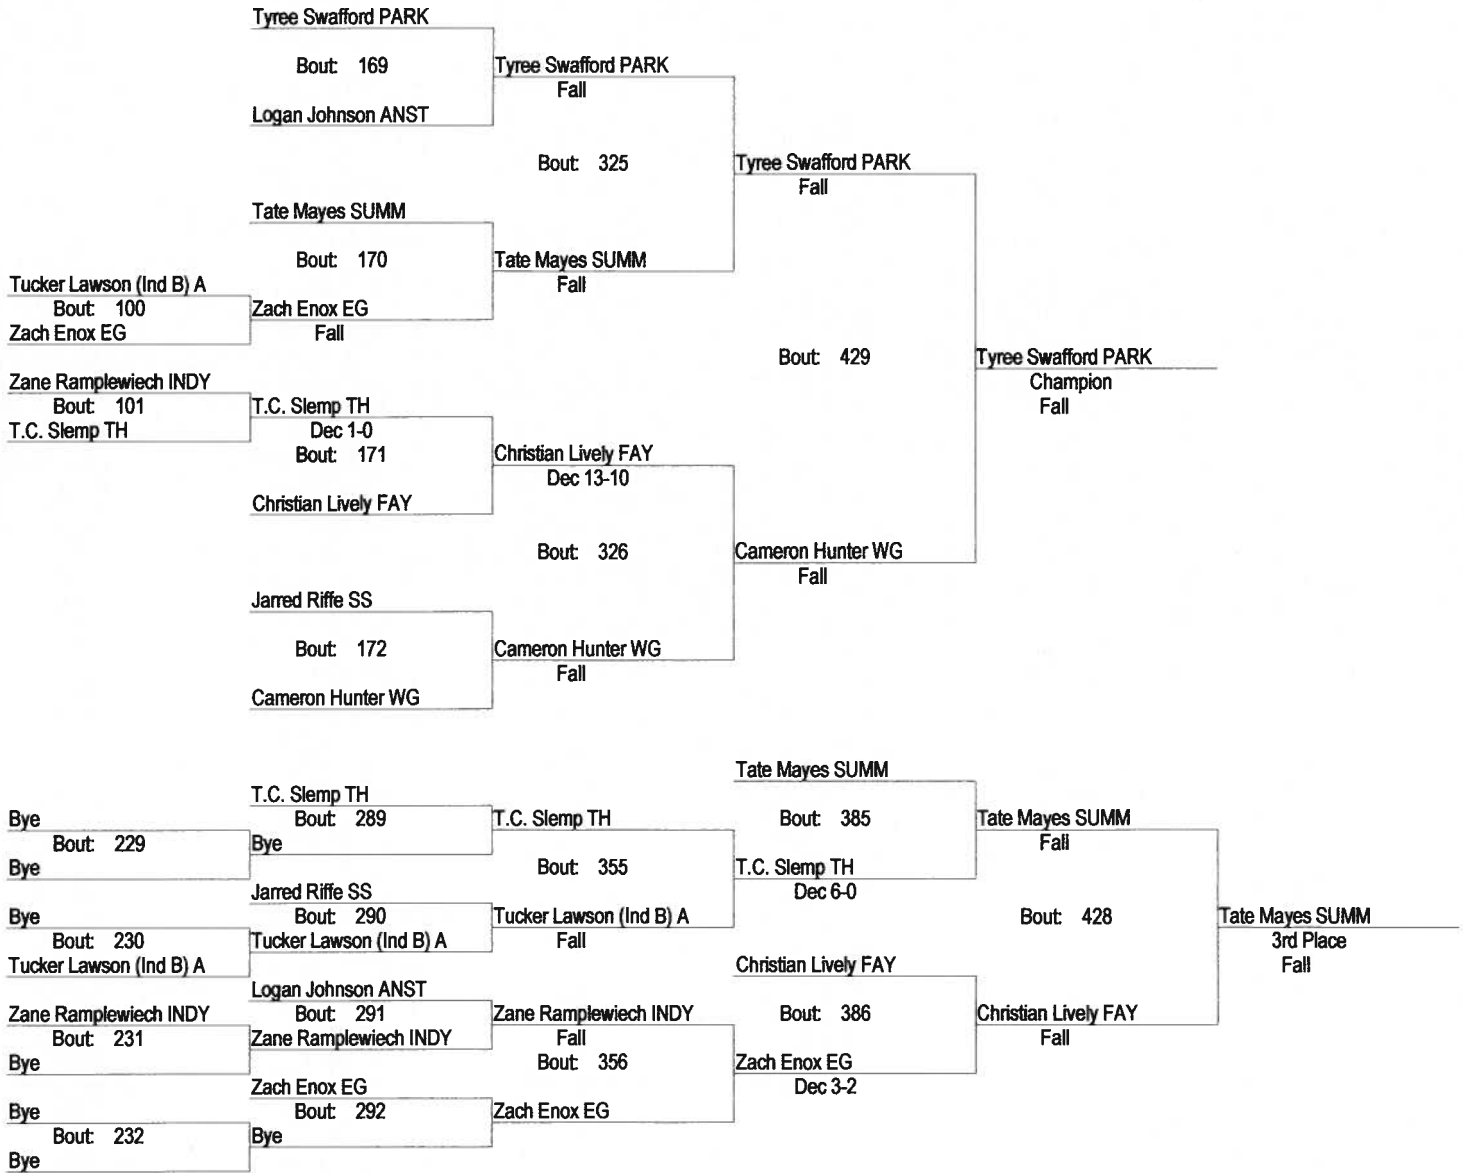 Tyree Swafford PARK
Bout: 169
Tyree Swafford PARK
Fall
Logan Johnson ANST
Bout: 325
Tyree Swafford PARK
Fall
Tate Mayes SUMM
Bout: 170
Tate Mayes SUMM
Fall
Tucker Lawson (Ind B) A
Bout: 100
Zach Enox EG
Zach Enox EG
Fall
Bout: 429
Tyree Swafford PARK
Champion
Fall
Zane Ramplewiech INDY
Bout: 101
T.C. Slemp TH
T.C. Slemp TH
Dec 1-0
Bout: 171
Christian Lively FAY
Dec 13-10
Christian Lively FAY
Bout: 326
Cameron Hunter WG
Fall
Jarred Riffe SS
Bout: 172
Cameron Hunter WG
Fall
Cameron Hunter WG
Tate Mayes SUMM
T.C. Slemp TH
Bye
Bout: 229
Bye
Bout: 289
Bye
T.C. Slemp TH
Bout: 385
Tate Mayes SUMM
Fall
Bout: 355
T.C. Slemp TH
Dec 6-0
Jarred Riffe SS
Bye
Bout: 230
Tucker Lawson (Ind B) A
Bout: 290
Tucker Lawson (Ind B) A
Tucker Lawson (Ind B) A
Fall
Bout: 428
Tate Mayes SUMM
3rd Place
Fall
Christian Lively FAY
Logan Johnson ANST
Zane Ramplewiech INDY
Bout: 231
Bye
Bout: 291
Zane Ramplewiech INDY
Zane Ramplewiech INDY
Fall
Bout: 386
Christian Lively FAY
Fall
Bout: 356
Zach Enox EG
Dec 3-2
Zach Enox EG
Bye
Bout: 232
Bye
Bout: 292
Bye
Zach Enox EG